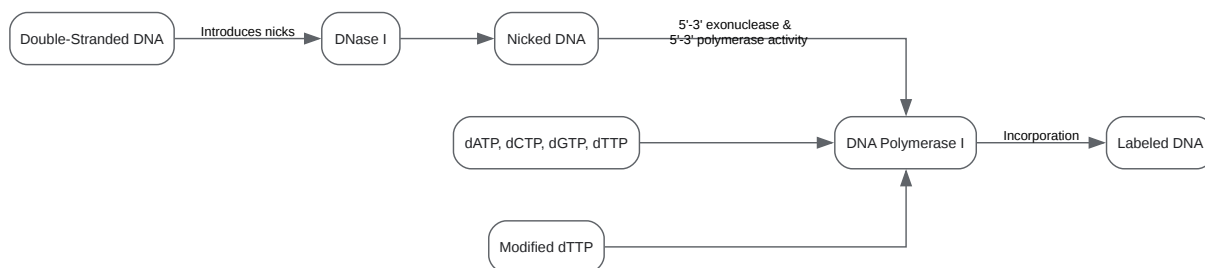 Double-Stranded DNA
Introduces nicks
DNase I
Nicked DNA
5'-3' exonuclease &
5'-3' polymerase activity
dATP, dCTP, dGTP, dTTP
DNA Polymerase I
Incorporation
Labeled DNA
Modified dTTP